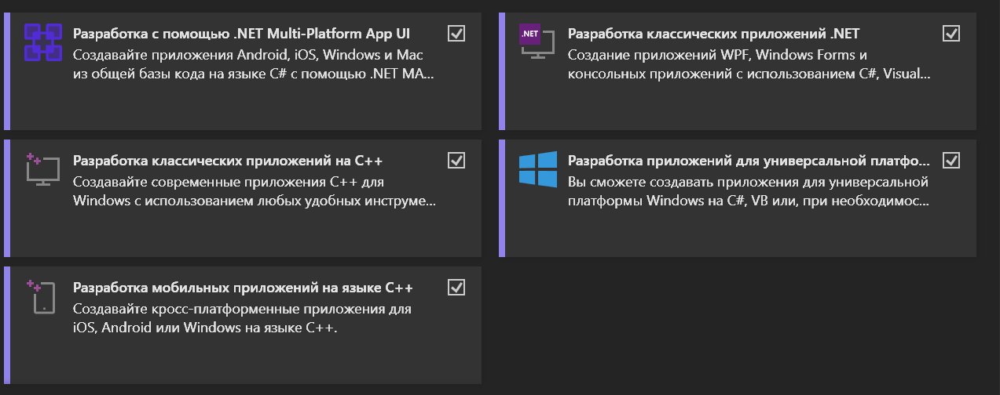 Разработка с помощью .NET Multi-Platform App UI
Создавайте приложения Android, iOS, Windows и Mac
из общей базы кода на языке C# с помощью .NET MA...
.NET
Разработка классических приложений .NET
Создание приложений WPF, Windows Forms и
консольных приложений с использованием C#, Visual...
Разработка классических приложений на C++
Создавайте современные приложения C++ для
Windows с использованием любых удобных инструме...
Разработка приложений для универсальной платфо...
Вы сможете создавать приложения для универсальной
платформы Windows на C#, VB или, при необходимос...
Разработка мобильных приложений на языке C++
Создавайте кросс-платформенные приложения для
iOS, Android или Windows на языке C++.